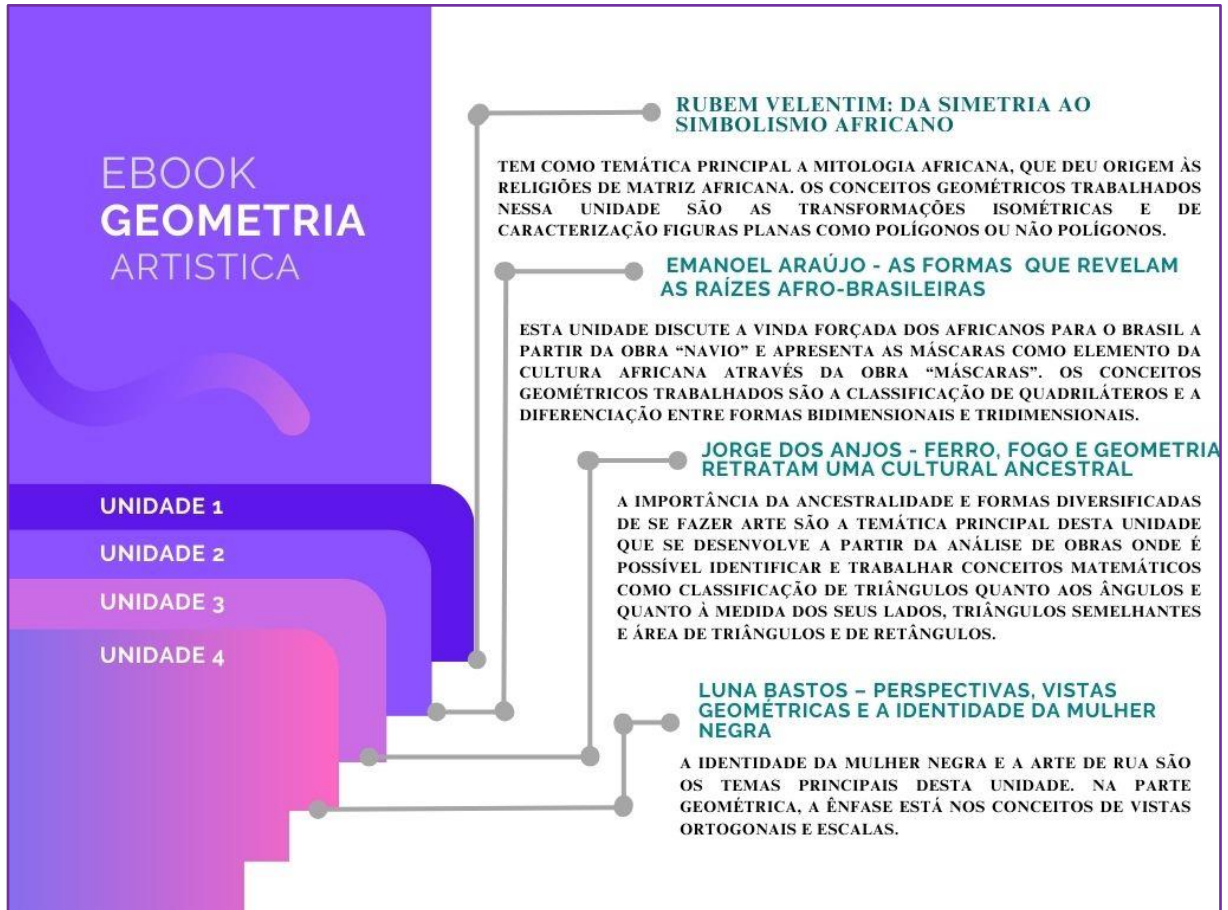 EBOOK
GEOMETRIA
ARTISTICA
UNIDADE 1
UNIDADE 2
UNIDADE 3
UNIDADE 4
RUBEM VELENTIM: DA SIMETRIA AO
SIMBOLISMO AFRICANO
TEM COMO TEMÁTICA PRINCIPAL A MITOLOGIA AFRICANA, QUE DEU ORIGEM ÀS
RELIGIÕES DE MATRIZ AFRICANA. OS CONCEITOS GEOMÉTRICOS TRABALHADOS
NESSA UNIDADE SÃO AS TRANSFORMAÇÕES ISOMÉTRICAS E DE
CARACTERIZAÇÃO FIGURAS PLANAS COMO POLÍGONOS OU NÃO POLÍGONOS.
EMANOEL ARAÚJO - AS FORMAS QUE REVELAM
AS RAÍZES AFRO-BRASILEIRAS
ESTA UNIDADE DISCUTE A VINDA FORÇADA DOS AFRICANOS PARA O BRASIL A
PARTIR DA OBRA “NAVIO” E APRESENTA AS MÁSCARAS COMO ELEMENTO DA
CULTURA AFRICANA ATRAVÉS DA OBRA “MÁSCARAS”. OS CONCEITOS
GEOMÉTRICOS TRABALHADOS SÃO A CLASSIFICAÇÃO DE QUADRILÁTEROS E A
DIFERENCIAÇÃO ENTRE FORMAS BIDIMENSIONAIS E TRIDIMENSIONAIS.
JORGE DOS ANJOS - FERRO, FOGO E GEOMETRIA
RETRATAM UMA CULTURAL ANCESTRAL
A IMPORTÂNCIA DA ANCESTRALIDADE E FORMAS DIVERSIFICADAS
DE SE FAZER ARTE SÃO A TEMÁTICA PRINCIPAL DESTA UNIDADE
QUE SE DESENVOLVE A PARTIR DA ANÁLISE DE OBRAS ONDE É
POSSÍVEL IDENTIFICAR E TRABALHAR CONCEITOS MATEMÁTICOS
COMO CLASSIFICAÇÃO DE TRIÂNGULOS QUANTO AOS ÂNGULOS E
QUANTO À MEDIDA DOS SEUS LADOS, TRIÂNGULOS SEMELHANTES
E ÁREA DE TRIÂNGULOS E DE RETÂNGULOS.
LUNA BASTOS – PERSPECTIVAS, VISTAS
GEOMÉTRICAS E A IDENTIDADE DA MULHER
NEGRA
A IDENTIDADE DA MULHER NEGRA E A ARTE DE RUA SÃO
OS TEMAS PRINCIPAIS DESTA UNIDADE. NA PARTE
GEOMÉTRICA, A ÊNFASE ESTÁ NOS CONCEITOS DE VISTAS
ORTOGONAIS E ESCALAS.